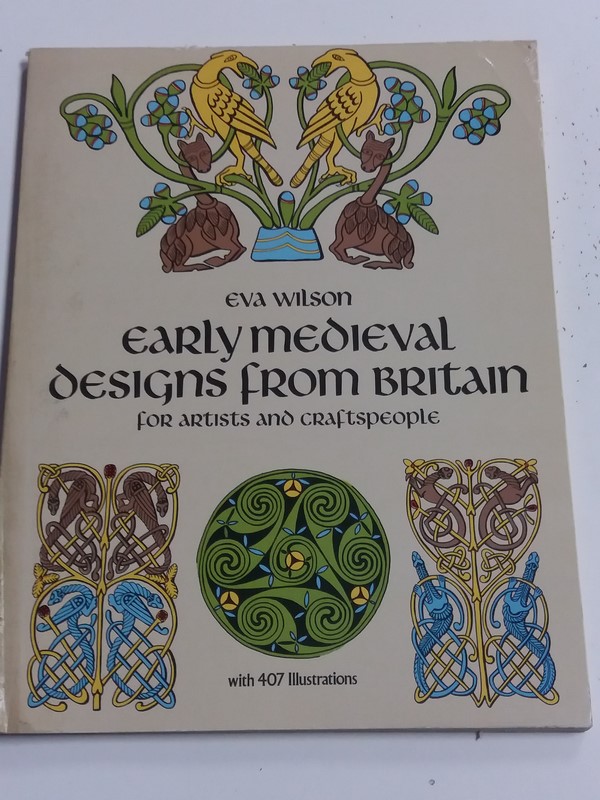 EVA WILSON
EARLY MEDIEVAL
DESIGNS FROM BRITAIN
FOR ARTISTS AND CRAFTSPEOPLE
with 407 Illustrations